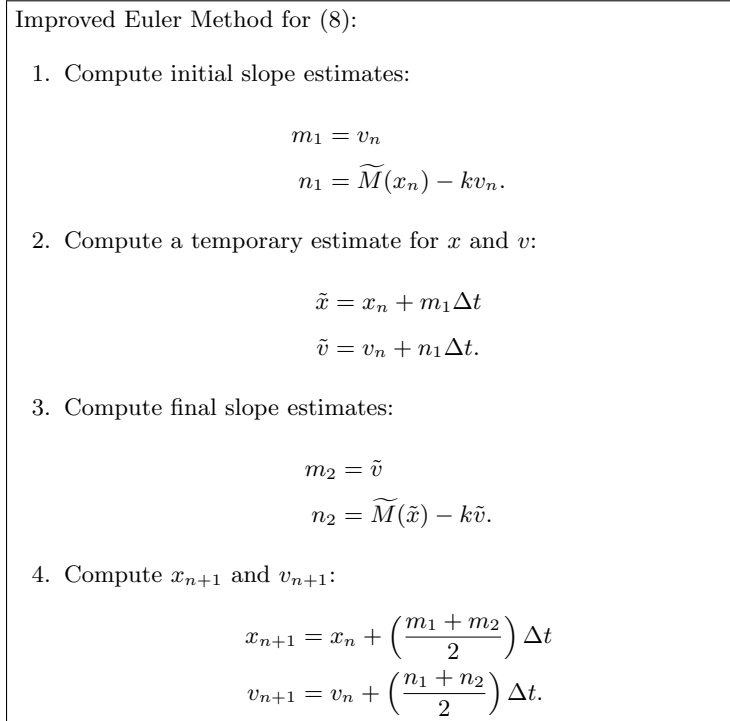 Improved Euler Method for (8):
1. Compute initial slope estimates:
m₁ = vₙ
n₁ = M̃(xₙ) − kvₙ.
2. Compute a temporary estimate for x and v:
x̃ = xₙ + m₁Δt
ṽ = vₙ + n₁Δt.
3. Compute final slope estimates:
m₂ = ṽ
n₂ = M̃(x̃) − kṽ.
4. Compute xₙ₊₁ and vₙ₊₁:
xₙ₊₁ = xₙ + ((m₁ + m₂)/2) Δt
vₙ₊₁ = vₙ + ((n₁ + n₂)/2) Δt.